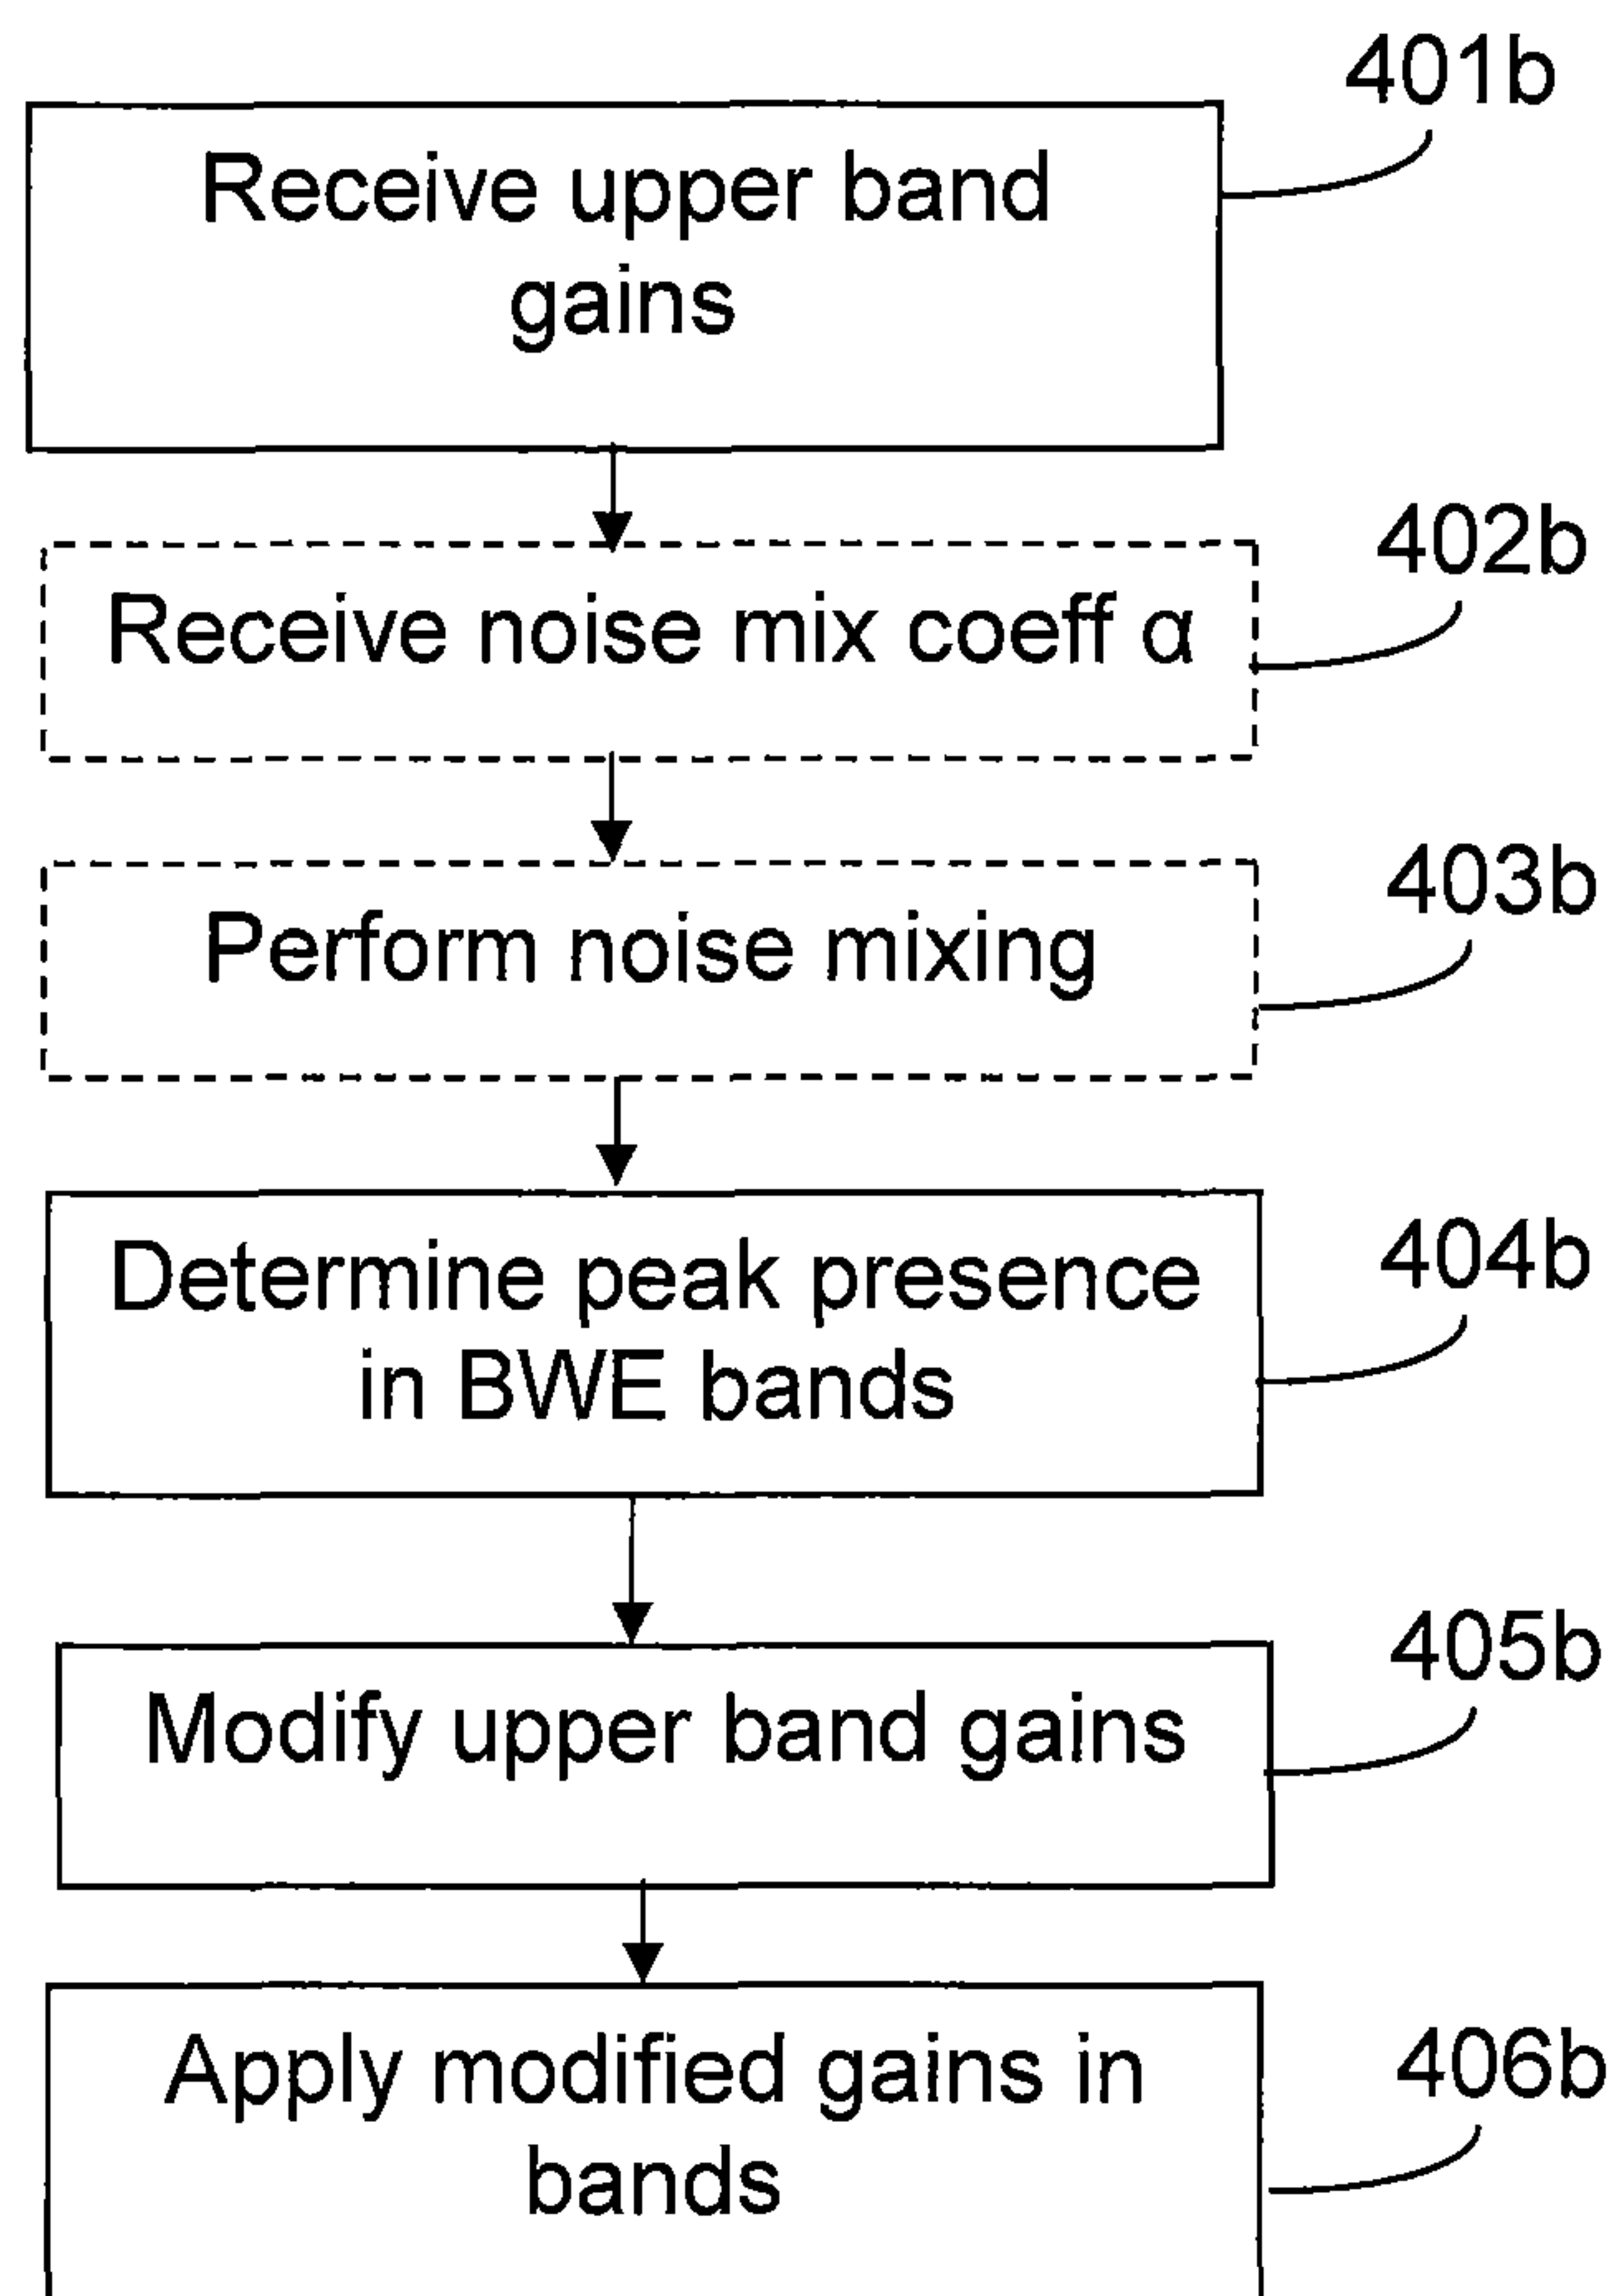 401b
Receive upper band
gains
402b
Receive noise mix coeff α
403b
Perform noise mixing
404b
Determine peak presence
in BWE bands
405b
Modify upper band gains
406b
Apply modified gains in
bands